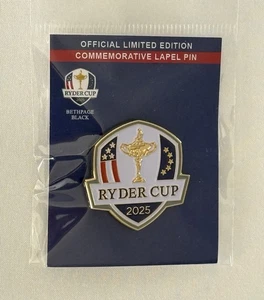 OFFICIAL LIMITED EDITION
COMMEMORATIVE LAPEL PIN
RYDER CUP
BETHPAGE
BLACK
RYDER CUP
2025